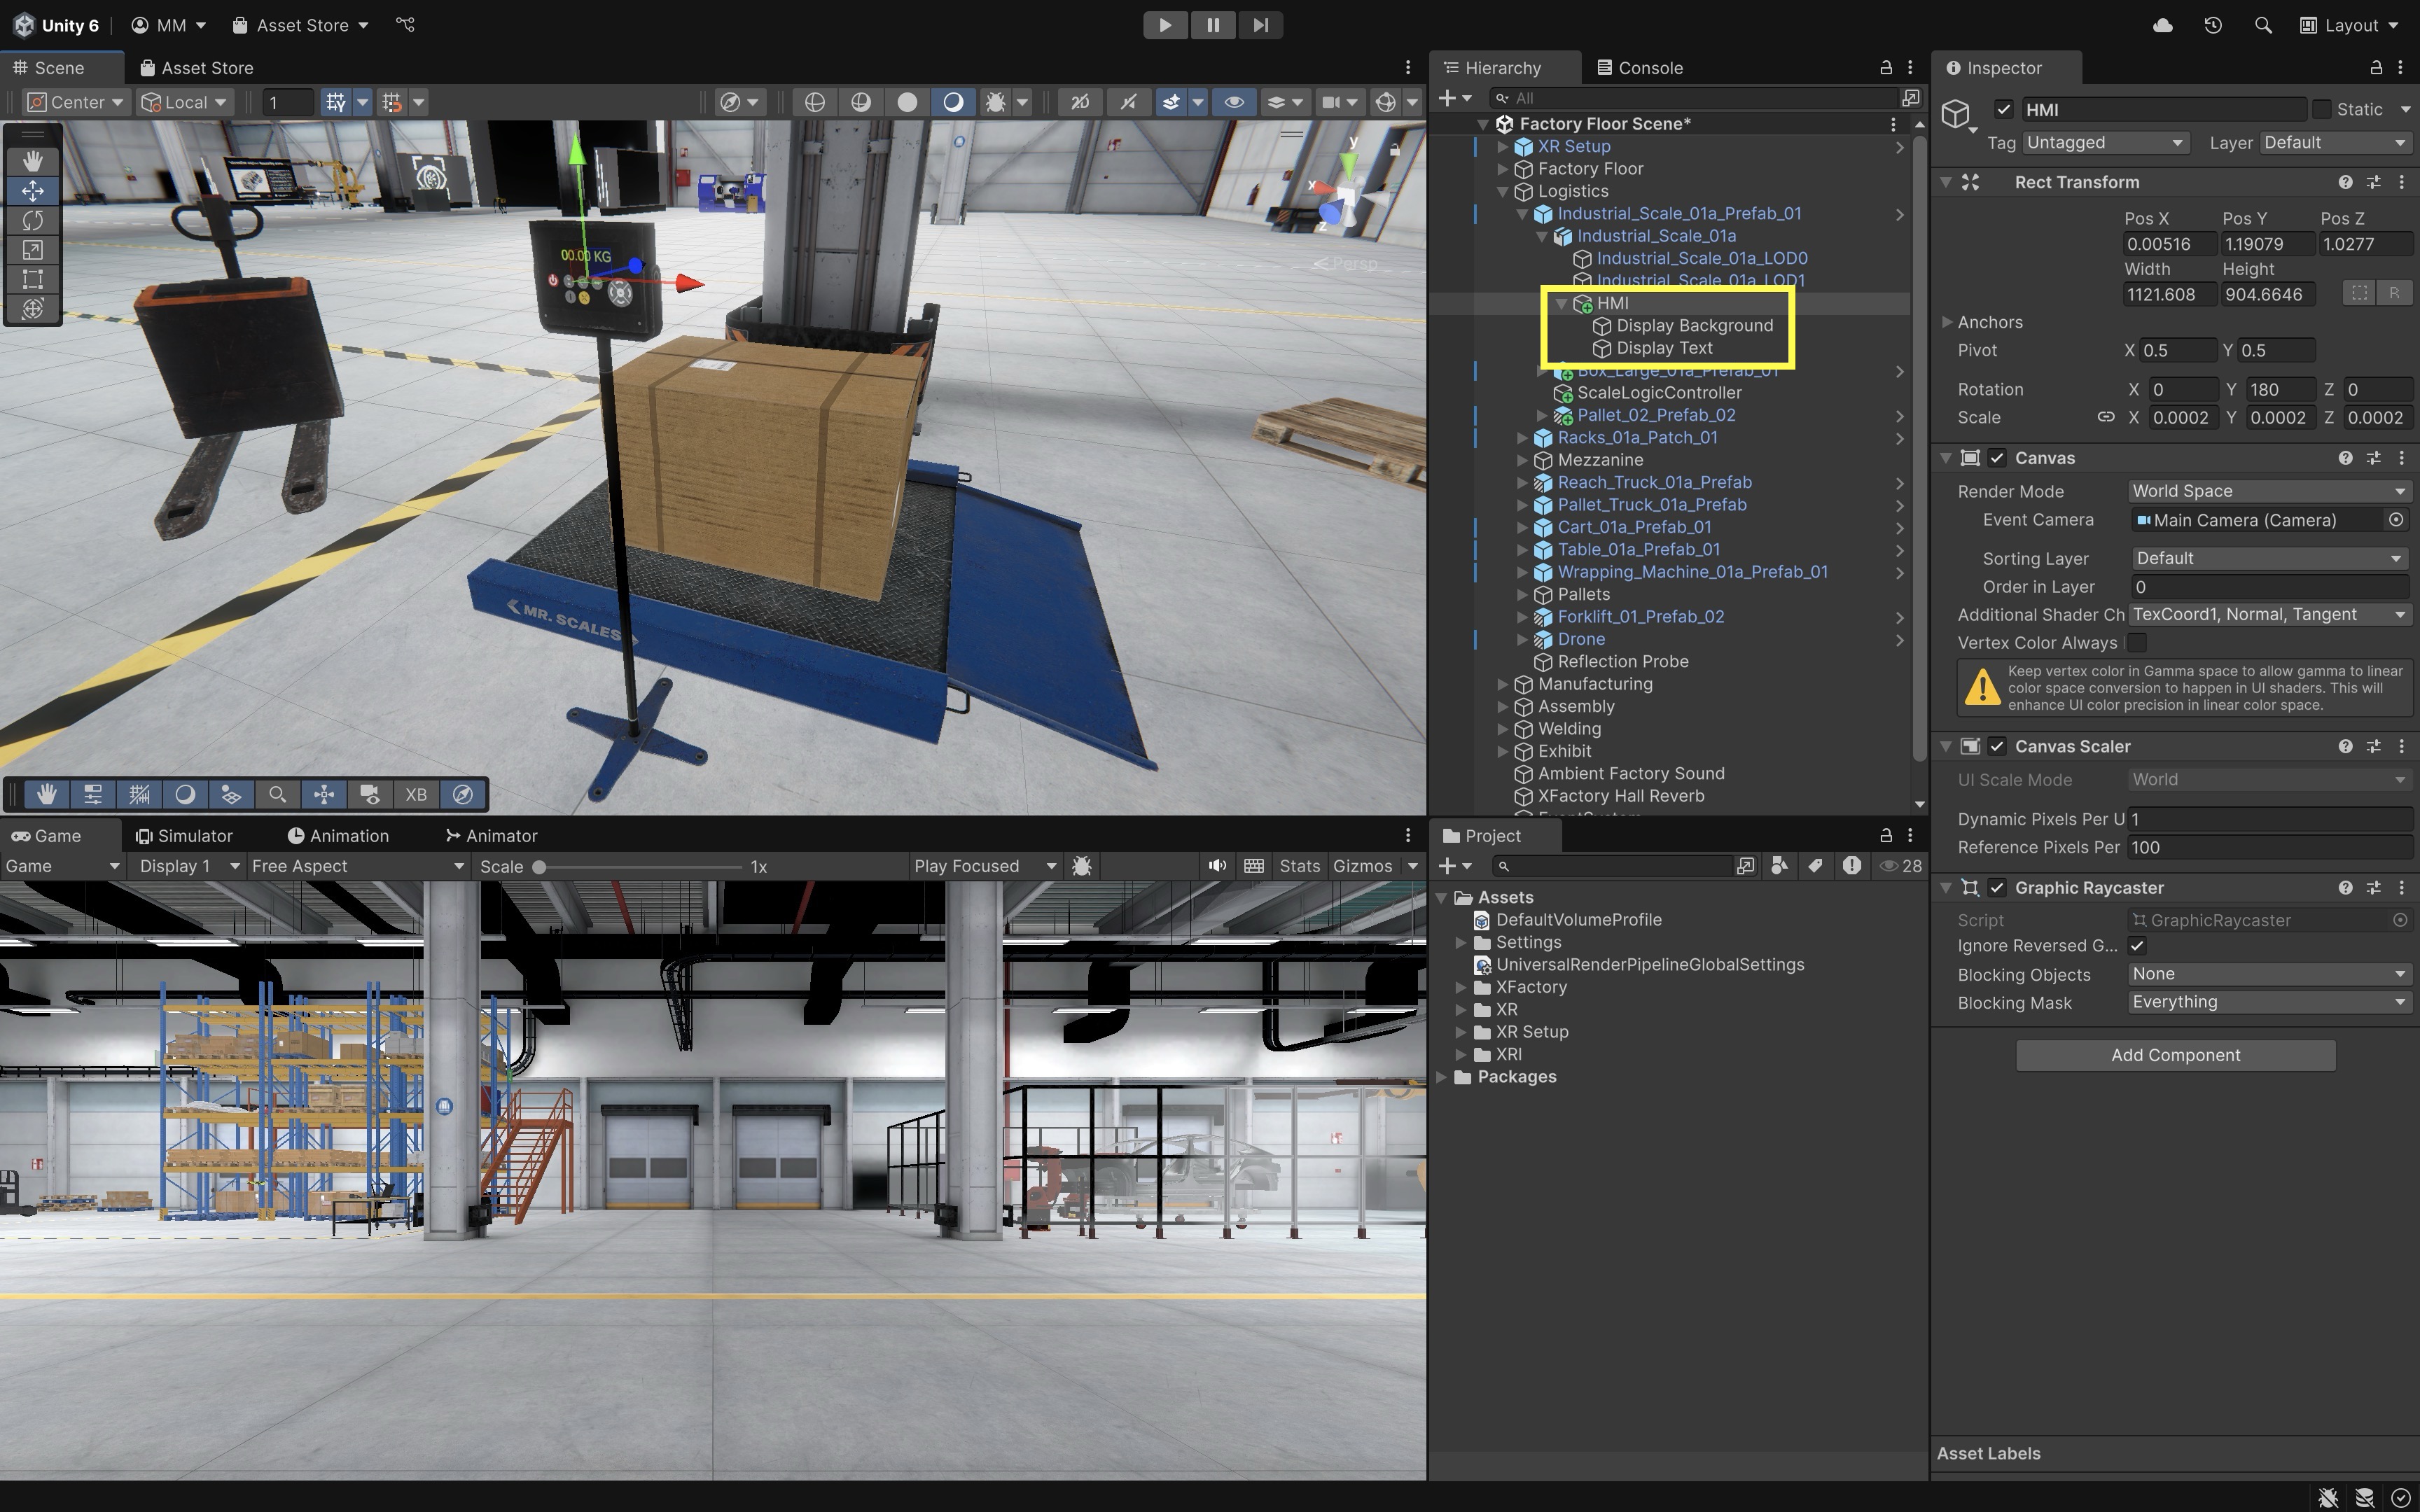 Unity 6
MM
Asset Store
Layout
Scene
Asset Store
Center
Local
1
2D
00.00 KG
y
x
z
Persp
MR. SCALES
XB
Hierarchy
Console
All
Factory Floor Scene*
XR Setup
Factory Floor
Logistics
Industrial_Scale_01a_Prefab_01
Industrial_Scale_01a
Industrial_Scale_01a_LOD0
Industrial_Scale_01a_LOD1
HMI
Display Background
Display Text
Box_Large_01a_Prefab_01
ScaleLogicController
Pallet_02_Prefab_02
Racks_01a_Patch_01
Mezzanine
Reach_Truck_01a_Prefab
Pallet_Truck_01a_Prefab
Cart_01a_Prefab_01
Table_01a_Prefab_01
Wrapping_Machine_01a_Prefab_01
Pallets
Forklift_01_Prefab_02
Drone
Reflection Probe
Manufacturing
Assembly
Welding
Exhibit
Ambient Factory Sound
XFactory Hall Reverb
Inspector
HMI
Static
Tag
Untagged
Layer
Default
Rect Transform
Pos X
Pos Y
Pos Z
0.00516
1.19079
1.0277
Width
Height
1121.608
904.6646
R
Anchors
Pivot
X 0.5
Y 0.5
Rotation
X 0
Y 180
Z 0
Scale
X 0.0002
Y 0.0002
Z 0.0002
Canvas
Render Mode
World Space
Event Camera
Main Camera (Camera)
Sorting Layer
Default
Order in Layer
0
Additional Shader Ch
TexCoord1, Normal, Tangent
Vertex Color Always
Keep vertex color in Gamma space to allow gamma to linear
color space conversion to happen in UI shaders. This will
enhance UI color precision in linear color space.
Canvas Scaler
UI Scale Mode
World
Dynamic Pixels Per U
1
Reference Pixels Per
100
Graphic Raycaster
Script
GraphicRaycaster
Ignore Reversed G...
Blocking Objects
None
Blocking Mask
Everything
Add Component
Asset Labels
Game
Simulator
Animation
Animator
Game
Display 1
Free Aspect
Scale
1x
Play Focused
Stats
Gizmos
Project
28
Assets
DefaultVolumeProfile
Settings
UniversalRenderPipelineGlobalSettings
XFactory
XR
XR Setup
XRI
Packages